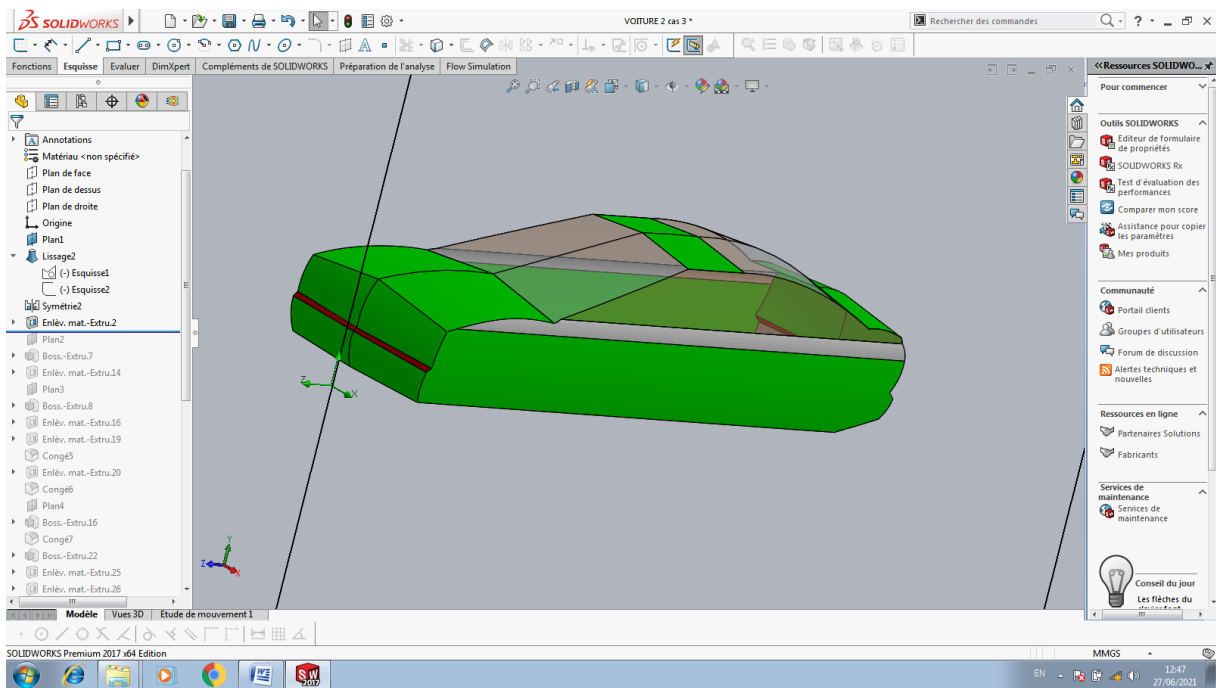 SOLIDWORKS
VOITURE 2 cas 3 *
Rechercher des commandes
Fonctions Esquisse Evaluer DimXpert Compléments de SOLIDWORKS Préparation de l'analyse Flow Simulation
Ressources SOLIDWO...
Annotations
Matériau <non spécifié>
Plan de face
Plan de dessus
Plan de droite
Origine
Plan1
Lissage2
(-) Esquisse1
(-) Esquisse2
Symétrie2
Enlèv. mat.-Extru.2
Plan2
Boss.-Extru.7
Enlèv. mat.-Extru.14
Plan3
Boss.-Extru.8
Enlèv. mat.-Extru.16
Enlèv. mat.-Extru.19
Congé5
Enlèv. mat.-Extru.20
Congé6
Plan4
Boss.-Extru.16
Congé7
Boss.-Extru.22
Enlèv. mat.-Extru.25
Enlèv. mat.-Extru.26
Z
X
Y
Z
X
Pour commencer
Outils SOLIDWORKS
Editeur de formulaire
de propriétés
SOLIDWORKS Rx
Test d'évaluation des
performances
Comparer mon score
Assistance pour copier
les paramètres
Mes produits
Communauté
Portail clients
Groupes d'utilisateurs
Forum de discussion
Alertes techniques et
nouvelles
Ressources en ligne
Partenaires Solutions
Fabricants
Services de
maintenance
Services de
maintenance
Conseil du jour
Les flèches du
Modèle Vues 3D Etude de mouvement 1
SOLIDWORKS Premium 2017 x64 Edition
MMGS
SW
2017
EN
12:47
27/06/2021